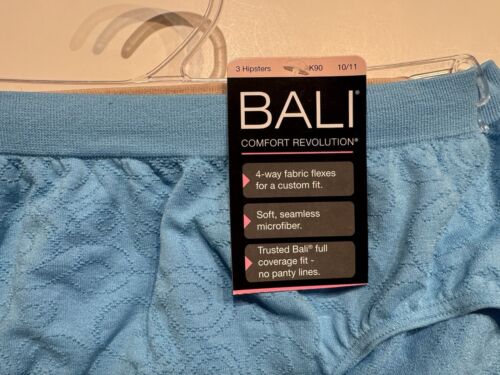 3 Hipsters K90 10/11
BALI®
COMFORT REVOLUTION®
4-way fabric flexes
for a custom fit.
Soft, seamless
microfiber.
Trusted Bali® full
coverage fit -
no panty lines.